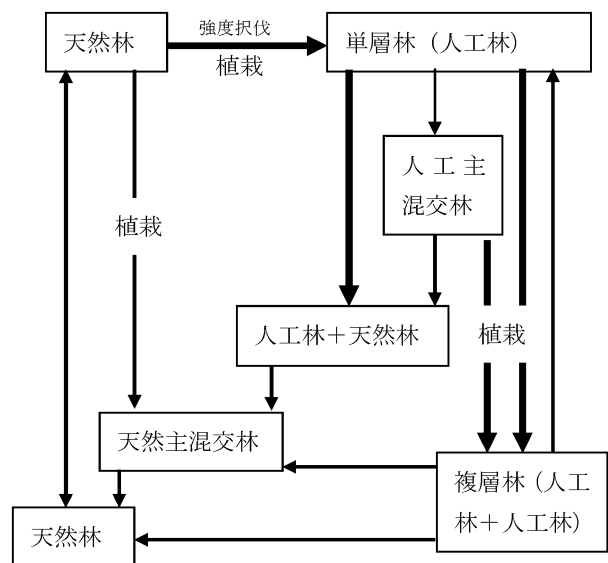 天然林
強度択伐
植栽
単層林（人工林）
人工主
混交林
植栽
人工林＋天然林
植栽
天然主混交林
複層林（人工
林＋人工林）
天然林